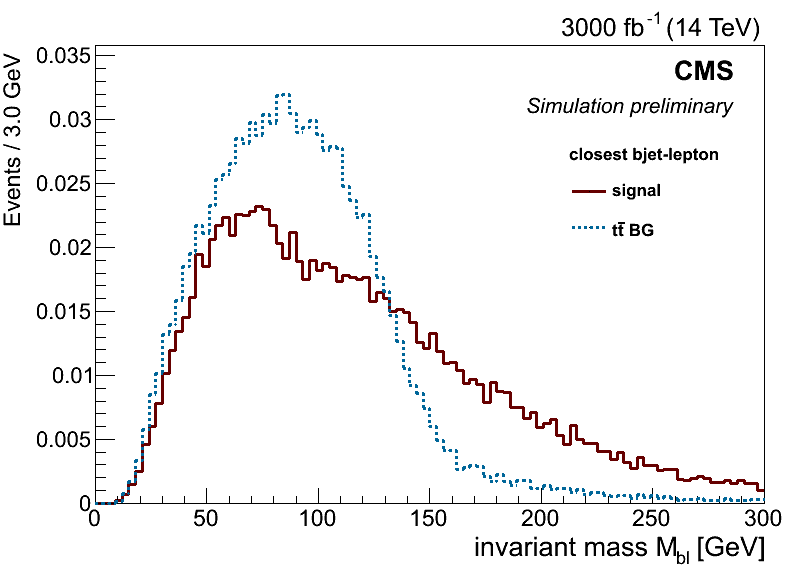 3000 fb⁻¹ (14 TeV)
CMS
Simulation preliminary
closest bjet-lepton
signal
tt̄ BG
Events / 3.0 GeV
0.035
0.03
0.025
0.02
0.015
0.01
0.005
0
0 50 100 150 200 250 300
invariant mass M_bl [GeV]